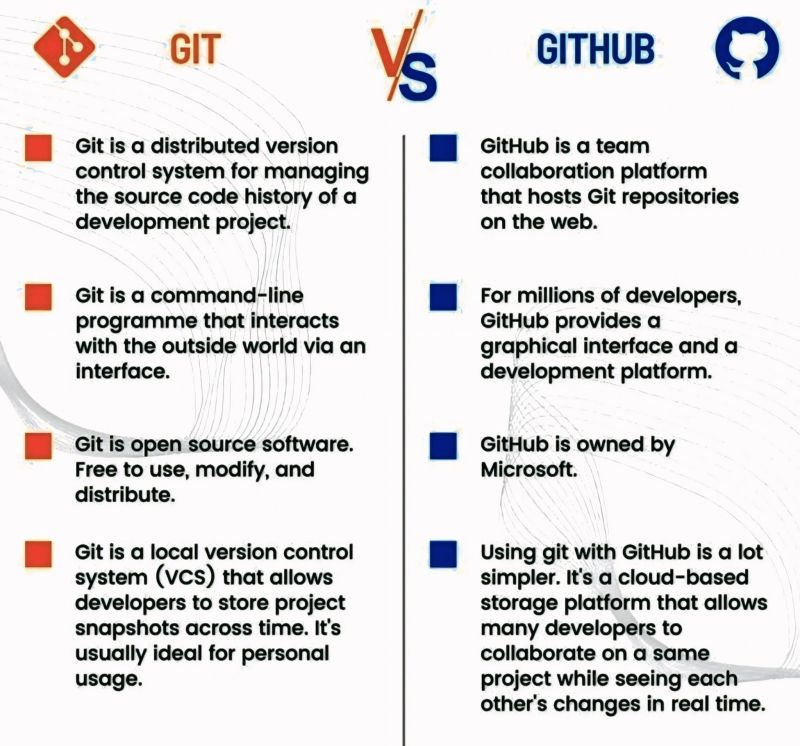 GIT
VS
GITHUB
Git is a distributed version
control system for managing
the source code history of a
development project.
Git is a command-line
programme that interacts
with the outside world via an
interface.
Git is open source software.
Free to use, modify, and
distribute.
Git is a local version control
system (VCS) that allows
developers to store project
snapshots across time. It's
usually ideal for personal
usage.
GitHub is a team
collaboration platform
that hosts Git repositories
on the web.
For millions of developers,
GitHub provides a
graphical interface and a
development platform.
GitHub is owned by
Microsoft.
Using git with GitHub is a lot
simpler. It's a cloud-based
storage platform that allows
many developers to
collaborate on a same
project while seeing each
other's changes in real time.